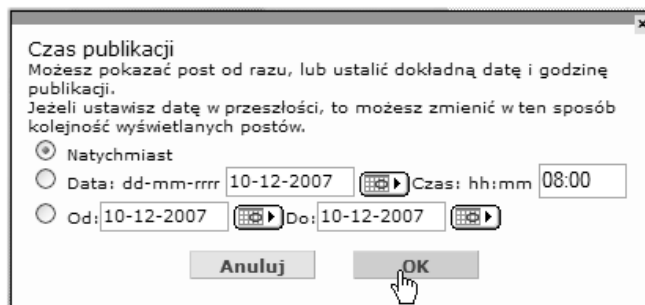 Czas publikacji
Możesz pokazać post od razu, lub ustalić dokładną datę i godzinę
publikacji.
Jeżeli ustawisz datę w przeszłości, to możesz zmienić w ten sposób
kolejność wyświetlanych postów.
Natychmiast
Data: dd-mm-rrrr 10-12-2007 Czas: hh:mm 08:00
Od: 10-12-2007 Do: 10-12-2007
Anuluj OK